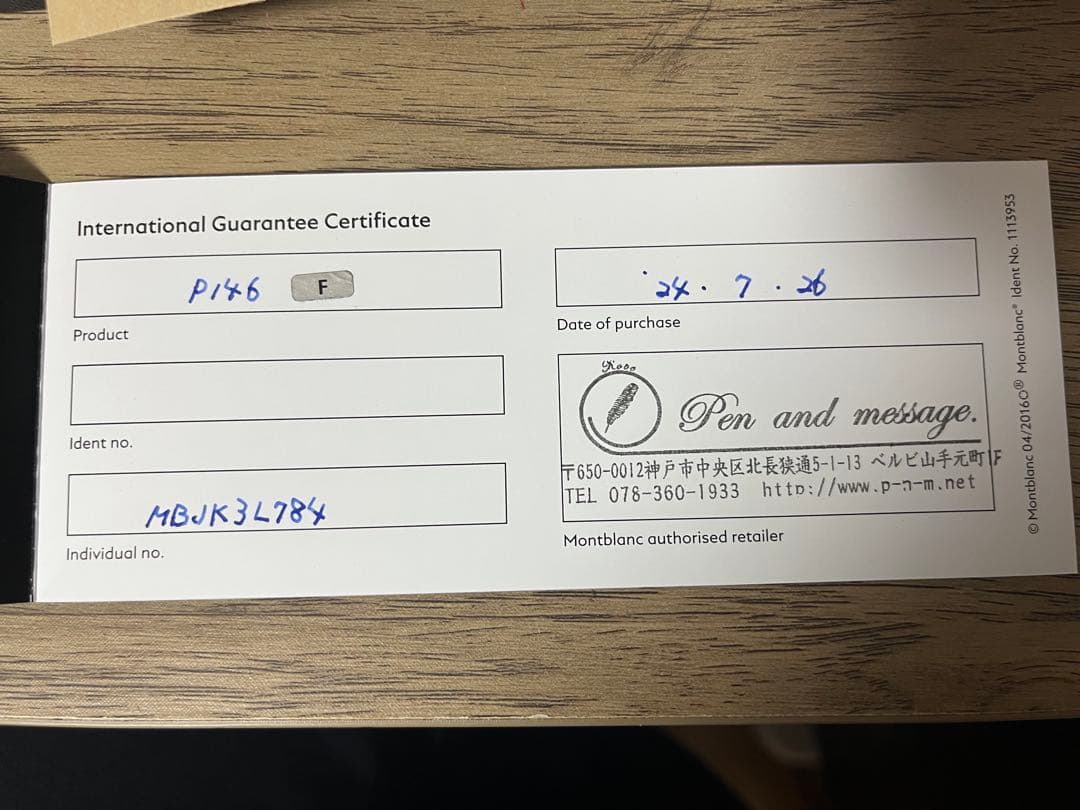 International Guarantee Certificate
P146 F
Product
Ident no.
MBJK3L784
Individual no.
'24・7・26
Date of purchase
Kobe
Pen and message.
〒650-0012神戸市中央区北長狭通5-1-13 ベルビ山手元町1F
TEL 078-360-1933 http://www.p-n-m.net
Montblanc authorised retailer
© Montblanc 04/2016O® Montblanc® Ident No. 1113953